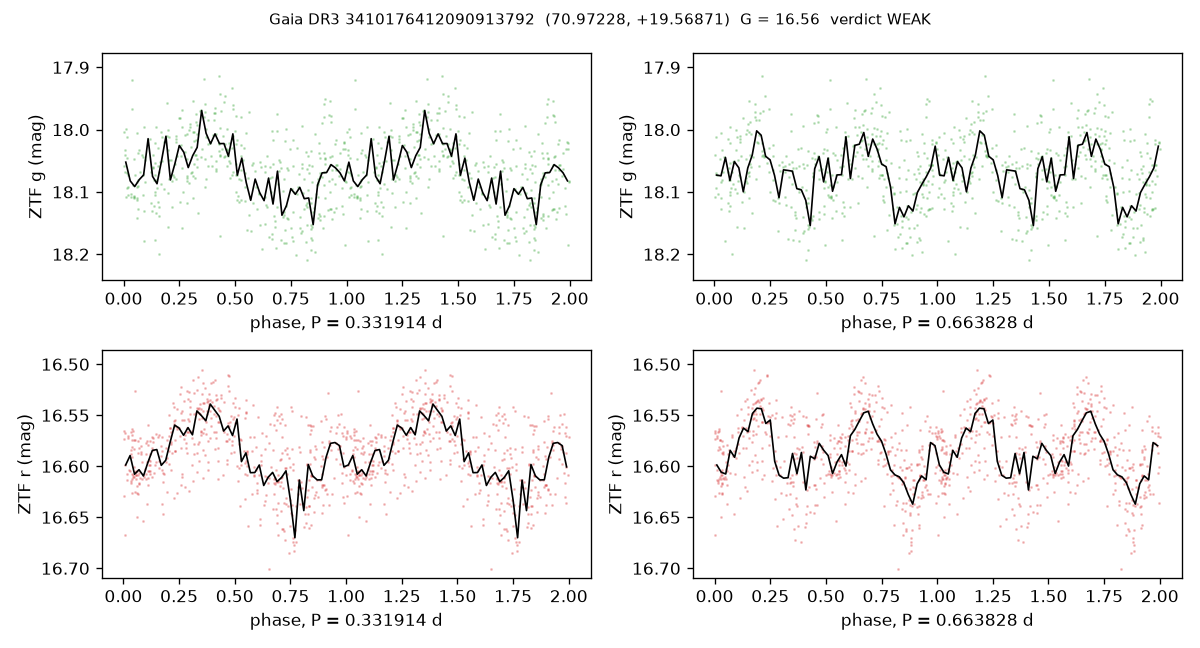 Gaia DR3 3410176412090913792 (70.97228, +19.56871) G = 16.56 verdict WEAK
17.9
18.0
18.1
18.2
ZTF g (mag)
0.00 0.25 0.50 0.75 1.00 1.25 1.50 1.75 2.00
phase, P = 0.331914 d
17.9
18.0
18.1
18.2
ZTF g (mag)
0.00 0.25 0.50 0.75 1.00 1.25 1.50 1.75 2.00
phase, P = 0.663828 d
16.50
16.55
16.60
16.65
16.70
ZTF r (mag)
0.00 0.25 0.50 0.75 1.00 1.25 1.50 1.75 2.00
phase, P = 0.331914 d
16.50
16.55
16.60
16.65
16.70
ZTF r (mag)
0.00 0.25 0.50 0.75 1.00 1.25 1.50 1.75 2.00
phase, P = 0.663828 d